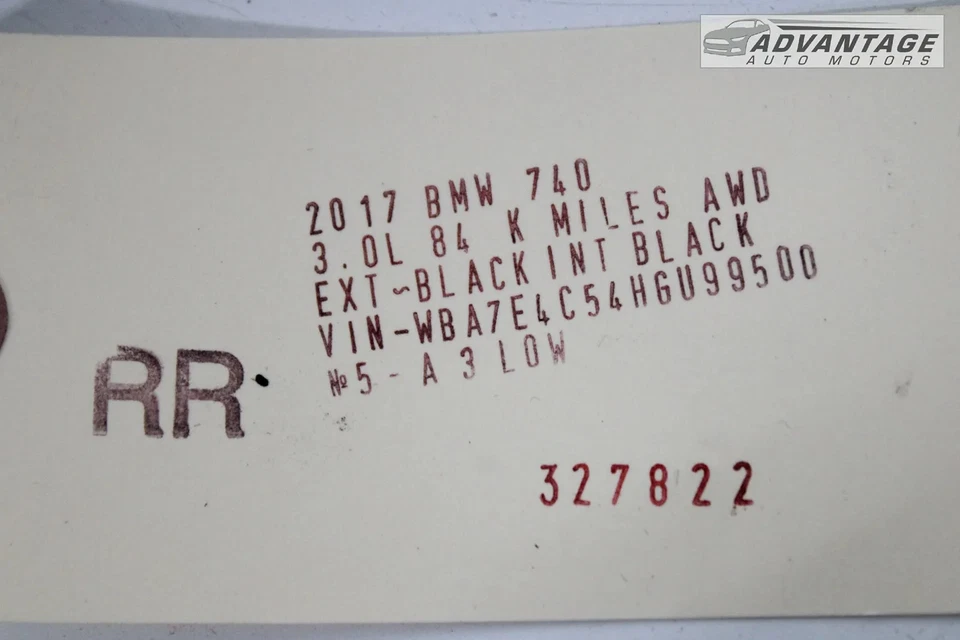 ADVANTAGE
AUTO MOTORS
2017 BMW 740
3.0L 84 K MILES AWD
EXT~BLACK INT BLACK
VIN-WBA7E4C54HGU99500
№5 - A 3 LOW
RR
327822